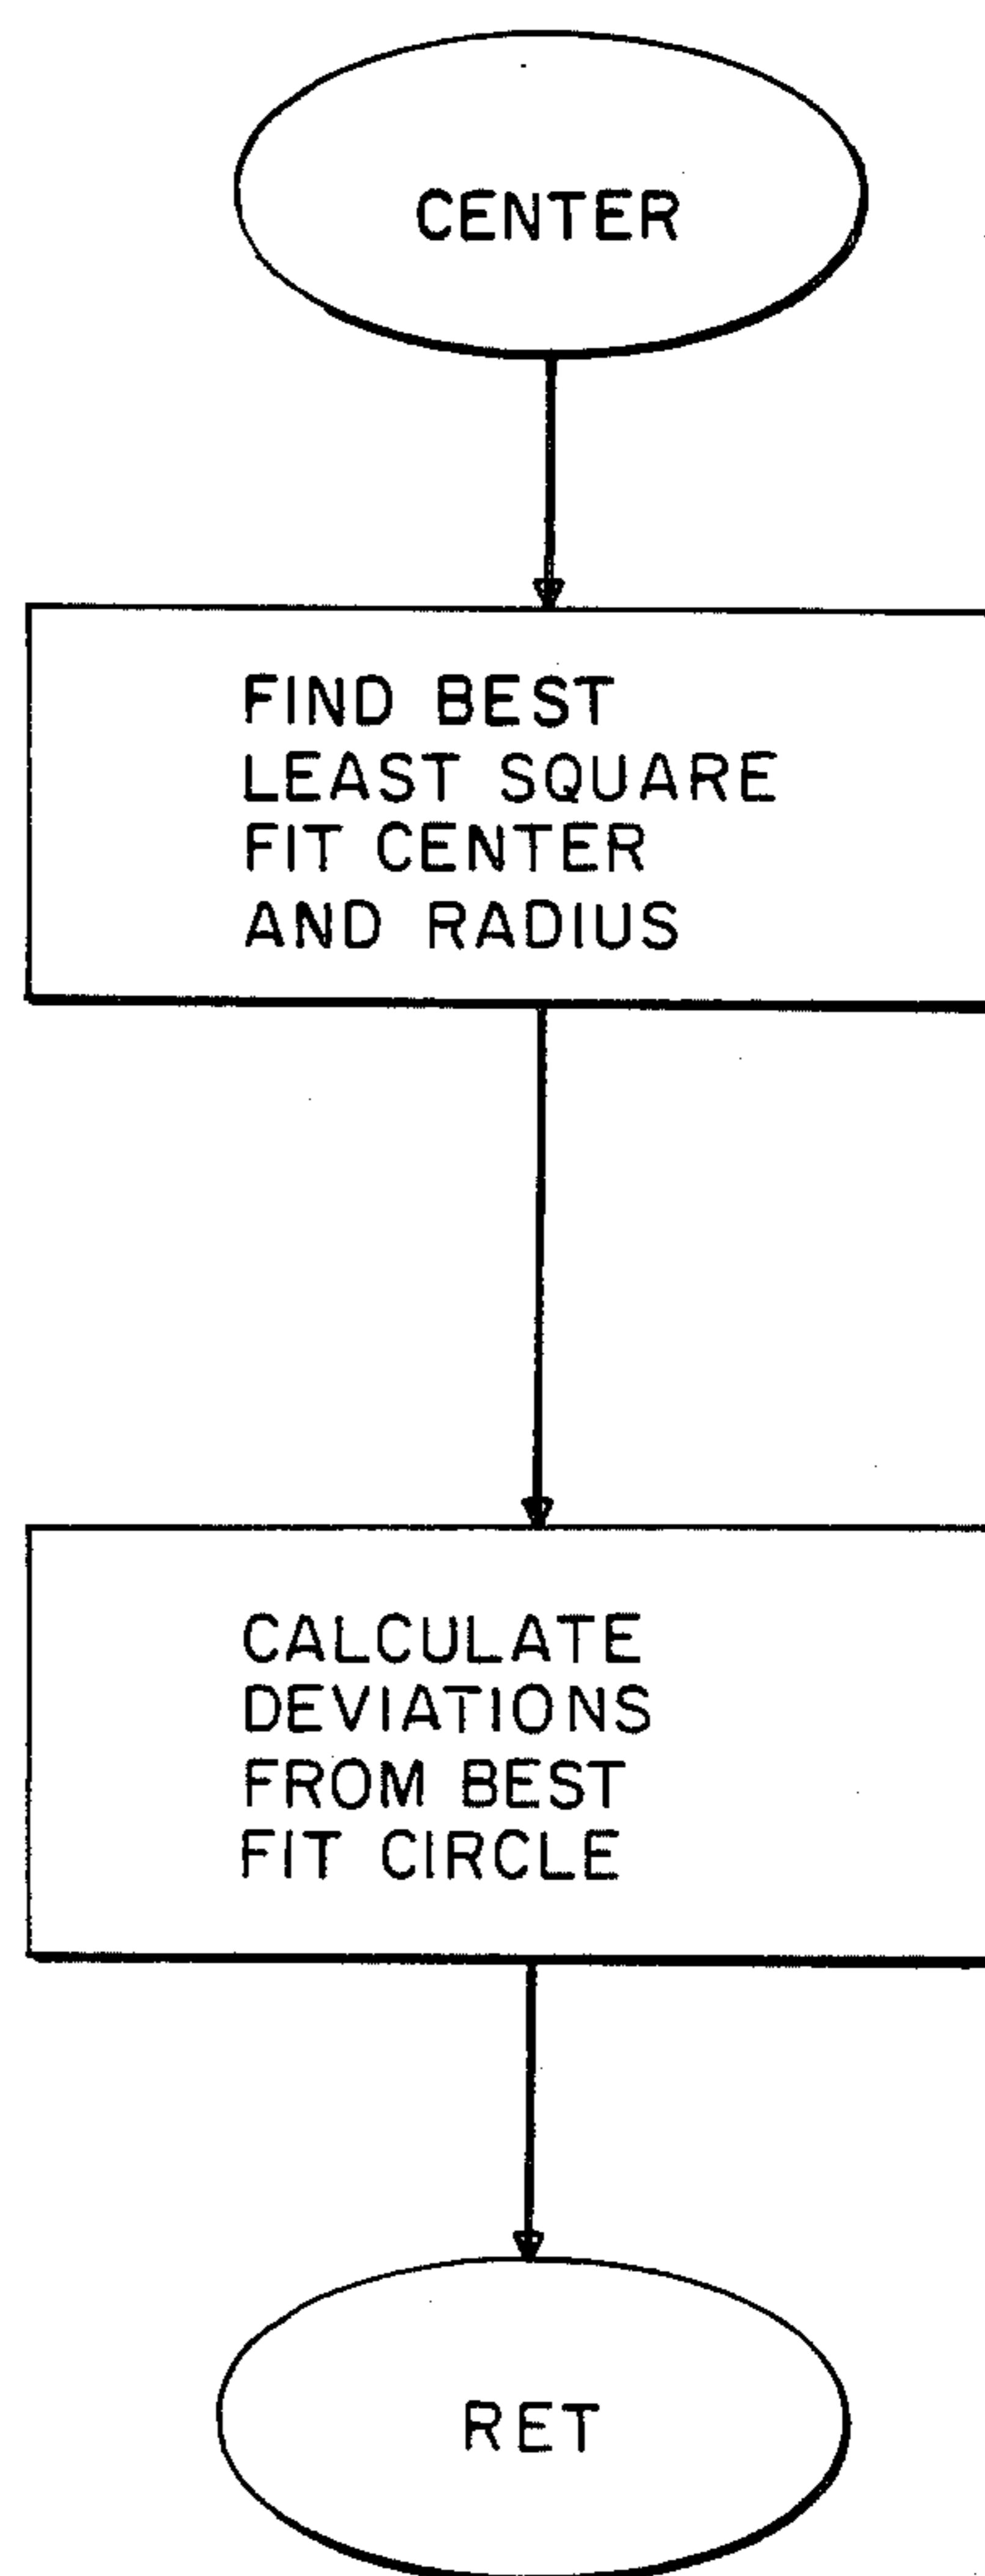 CENTER
FIND BEST
LEAST SQUARE
FIT CENTER
AND RADIUS
CALCULATE
DEVIATIONS
FROM BEST
FIT CIRCLE
RET